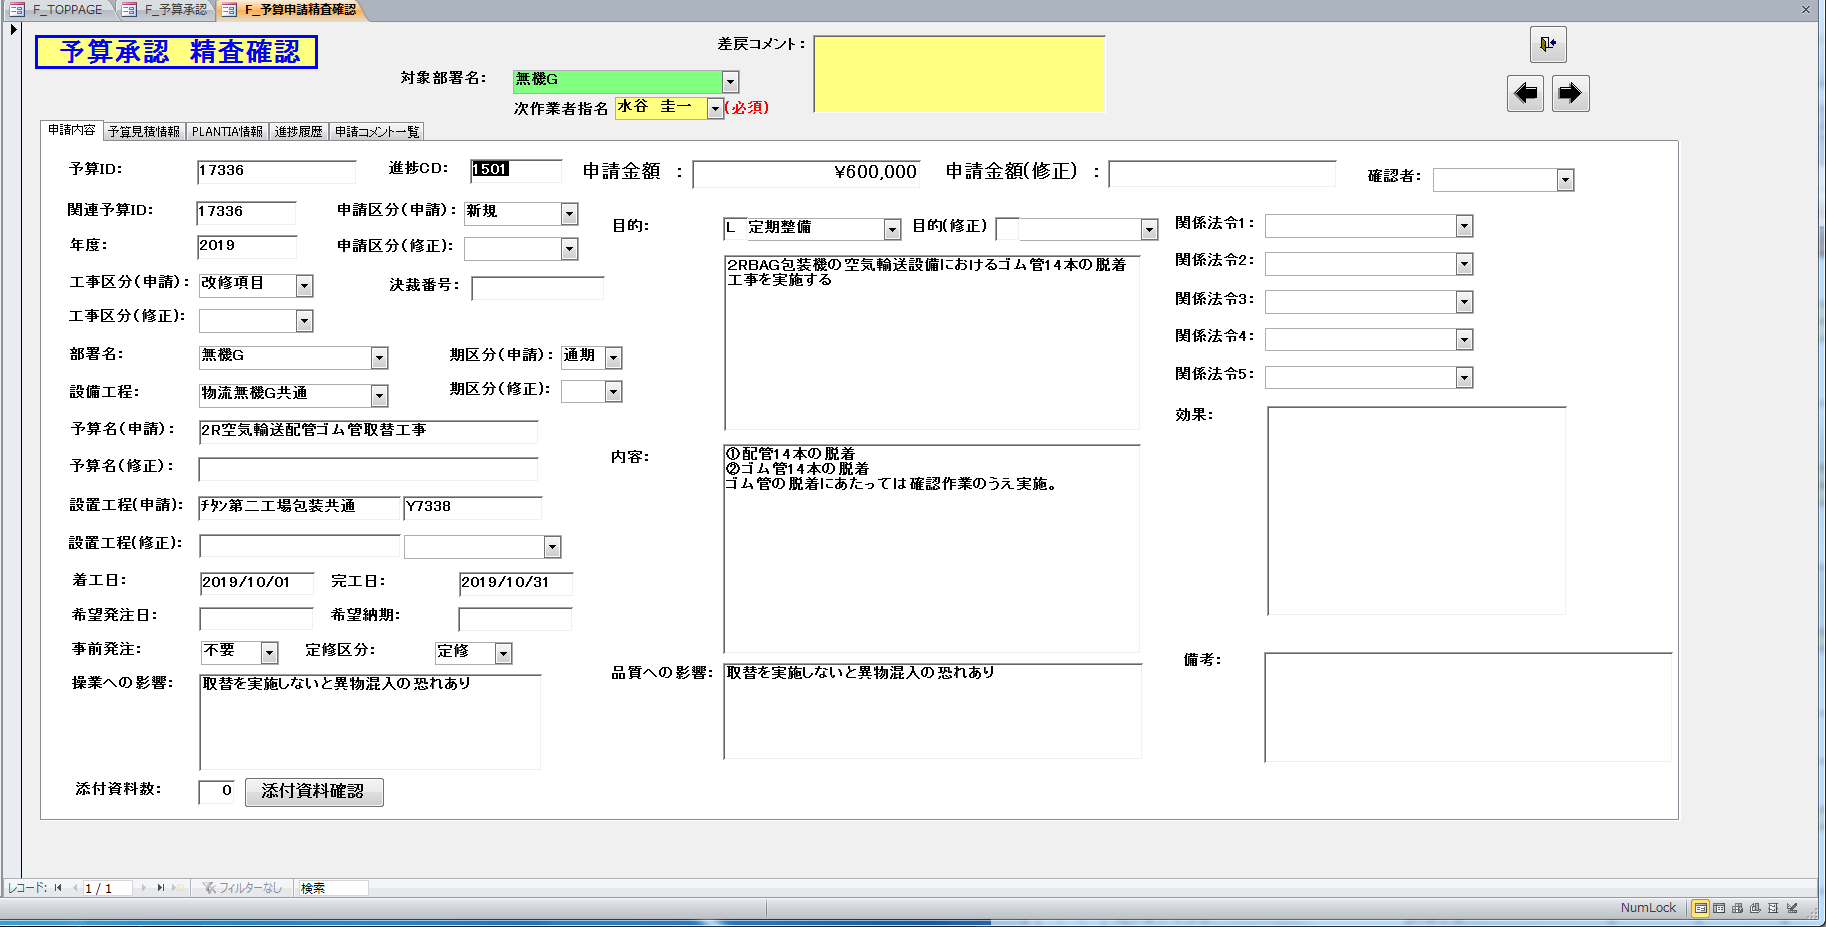 F_TOPPAGE F_予算承認 F_予算申請精査確認
予算承認 精査確認
差戻コメント:
対象部署名: 無機G
次作業者指名 水谷 圭一 (必須)
申請内容 予算見積情報 PLANTIA情報 進捗履歴 申請コメント一覧
予算ID: 17336 進捗CD: 1501 申請金額 : ¥600,000 申請金額(修正) : 確認者:
関連予算ID: 17336 申請区分(申請): 新規
目的: L 定期整備 目的(修正) 関係法令1:
年度: 2019 申請区分(修正):
関係法令2:
2RBAG包装機の空気輸送設備におけるゴム管14本の脱着
工事を実施する
工事区分(申請): 改修項目 決裁番号:
関係法令3:
工事区分(修正):
関係法令4:
部署名: 無機G 期区分(申請): 通期
関係法令5:
設備工程: 物流無機G共通 期区分(修正):
効果:
予算名(申請): 2R空気輸送配管ゴム管取替工事
内容: ①配管14本の脱着
②ゴム管14本の脱着
ゴム管の脱着にあたっては確認作業のうえ実施。
予算名(修正):
設置工程(申請): ﾁﾀﾝ第二工場包装共通 Y7338
設置工程(修正):
着工日: 2019/10/01 完工日: 2019/10/31
希望発注日: 希望納期:
事前発注: 不要 定修区分: 定修
操業への影響: 取替を実施しないと異物混入の恐れあり
品質への影響: 取替を実施しないと異物混入の恐れあり
備考:
添付資料数: 0 添付資料確認
レコード: 1 / 1 フィルターなし 検索
NumLock